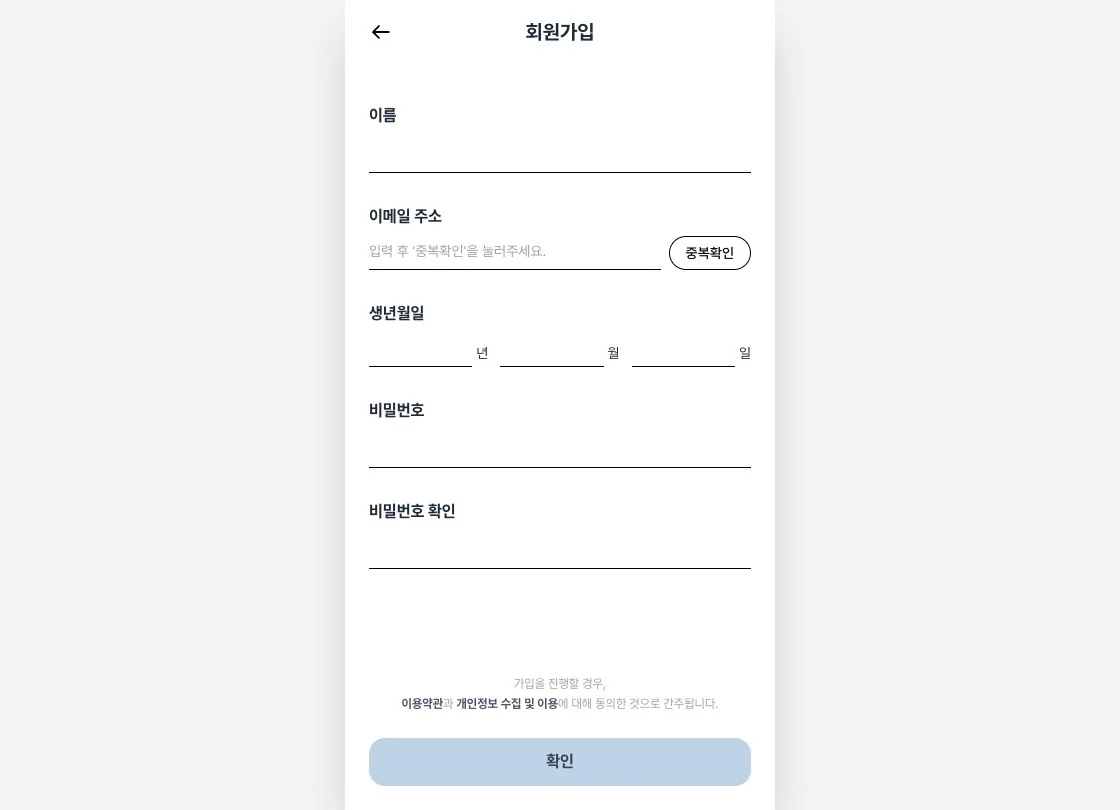 회원가입
이름
이메일 주소
입력 후 '중복확인'을 눌러주세요.
중복확인
생년월일
년 월 일
비밀번호
비밀번호 확인
가입을 진행할 경우,
이용약관과 개인정보 수집 및 이용에 대해 동의한 것으로 간주됩니다.
확인